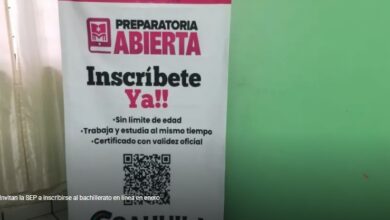 PREPARATORIA
ABIERTA
Inscríbete
Ya!!
•Sin límite de edad
•Trabaja y estudia al mismo tiempo
•Certificado con validez oficial
Invitan la SEP a inscribirse al bachillerato en línea en enero